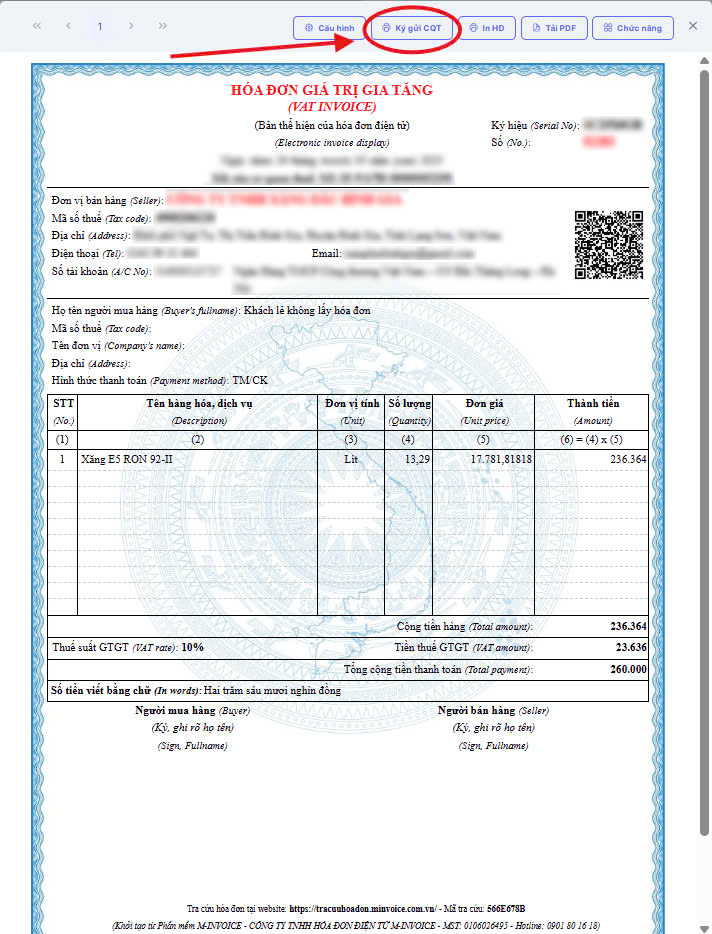 « ‹ 1 › » Cấu hình Ký gửi CQT In HD Tải PDF Chức năng ×
HÓA ĐƠN GIÁ TRỊ GIA TĂNG
(VAT INVOICE)
(Bản thể hiện của hóa đơn điện tử) Ký hiệu (Serial No):
(Electronic invoice display) Số (No.):
Đơn vị bán hàng (Seller):
Mã số thuế (Tax code):
Địa chỉ (Address):
Điện thoại (Tel): Email:
Số tài khoản (A/C No):
Họ tên người mua hàng (Buyer's fullname): Khách lẻ không lấy hóa đơn
Mã số thuế (Tax code):
Tên đơn vị (Company's name):
Địa chỉ (Address):
Hình thức thanh toán (Payment method): TM/CK
STT Tên hàng hóa, dịch vụ Đơn vị tính Số lượng Đơn giá Thành tiền
(No.) (Description) (Unit) (Quantity) (Unit price) (Amount)
(1) (2) (3) (4) (5) (6) = (4) x (5)
1 Xăng E5 RON 92-II Lít 13,29 17.781,81818 236.364
Cộng tiền hàng (Total amount): 236.364
Thuế suất GTGT (VAT rate): 10% Tiền thuế GTGT (VAT amount): 23.636
Tổng cộng tiền thanh toán (Total payment): 260.000
Số tiền viết bằng chữ (In words): Hai trăm sáu mươi nghìn đồng
Người mua hàng (Buyer) Người bán hàng (Seller)
(Ký, ghi rõ họ tên) (Ký, ghi rõ họ tên)
(Sign, Fullname) (Sign, Fullname)
Tra cứu hóa đơn tại website: https://tracuuhoadon.minvoice.com.vn/ - Mã tra cứu: 566E678B
(Khởi tạo từ Phần mềm M-INVOICE - CÔNG TY TNHH HÓA ĐƠN ĐIỆN TỬ M-INVOICE - MST: 0106026495 - Hotline: 0901 80 16 18)